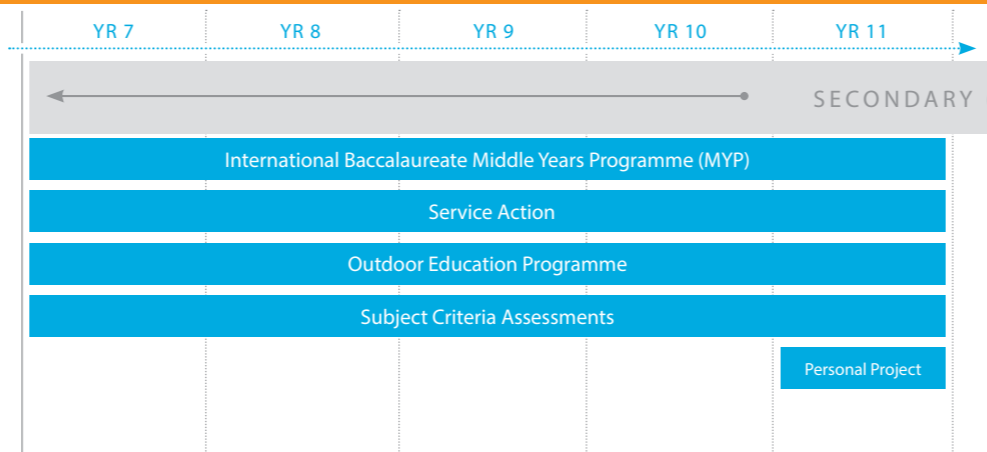 YR 7 YR 8 YR 9 YR 10 YR 11
SECONDARY
International Baccalaureate Middle Years Programme (MYP)
Service Action
Outdoor Education Programme
Subject Criteria Assessments
Personal Project